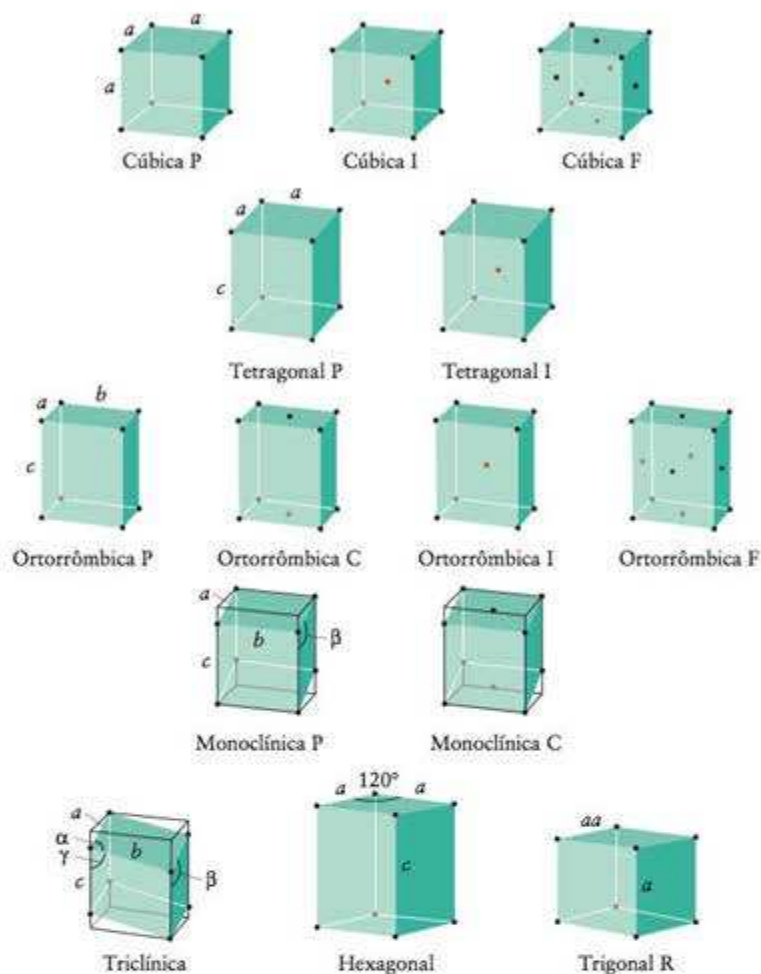 a a
a
Cúbica P Cúbica I Cúbica F
a
a
c
Tetragonal P Tetragonal I
b
a
c
Ortorrômbica P Ortorrômbica C Ortorrômbica I Ortorrômbica F
a
b β
c
Monoclínica P Monoclínica C
120°
a a a
aa
α
b
γ
c
c β
a
Triclínica Hexagonal Trigonal R